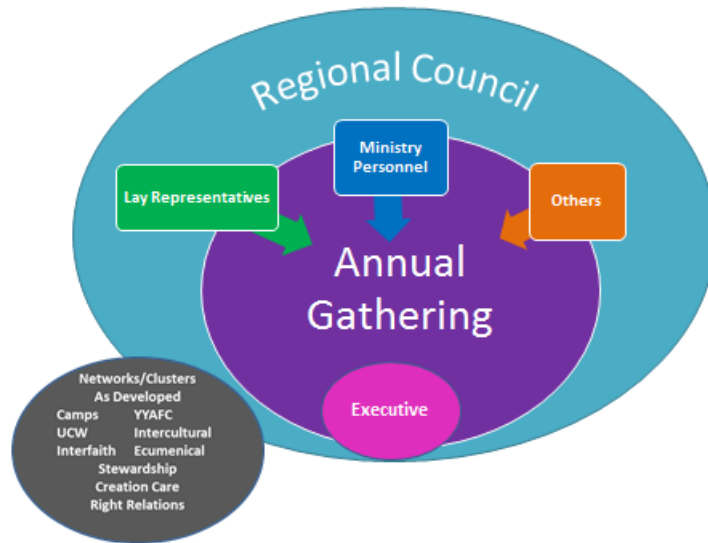 Regional Council
Ministry
Personnel
Lay Representatives
Others
Annual
Gathering
Executive
Networks/Clusters
As Developed
Camps YYAFC
UCW Intercultural
Interfaith Ecumenical
Stewardship
Creation Care
Right Relations